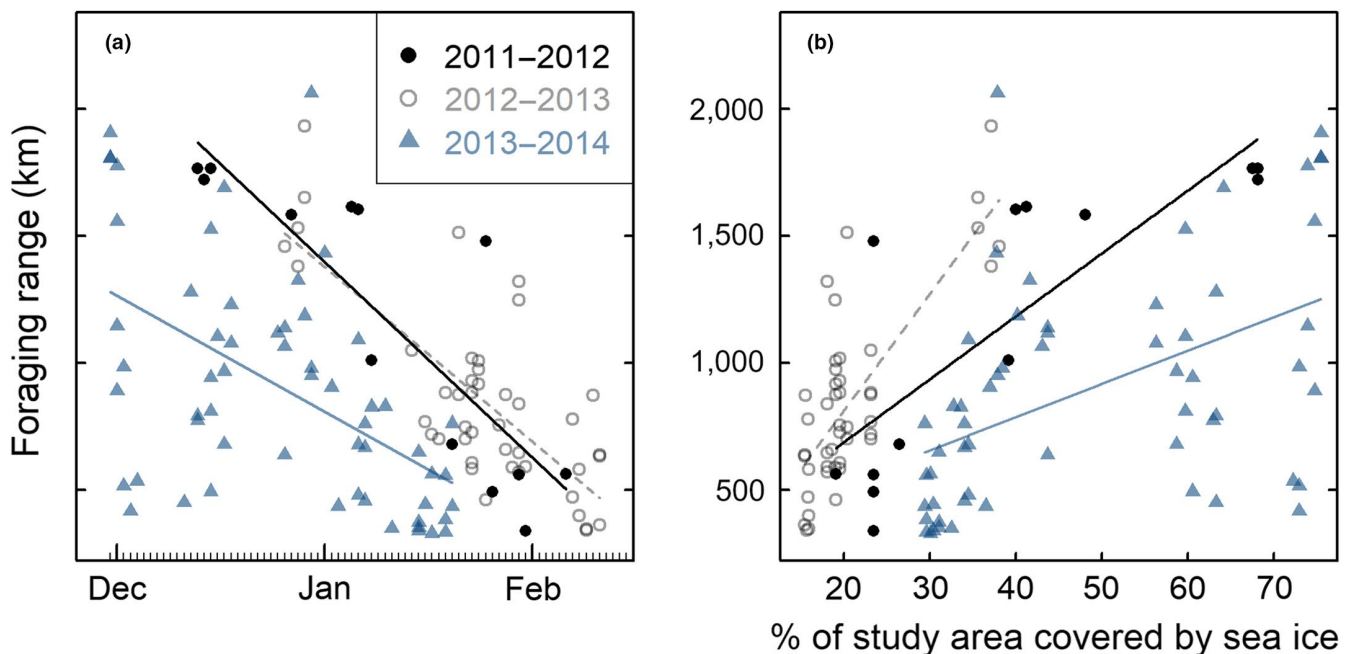 (a)
2011–2012
2012–2013
2013–2014
Foraging range (km)
Dec Jan Feb
(b)
2,000
1,500
1,000
500
20 30 40 50 60 70
% of study area covered by sea ice